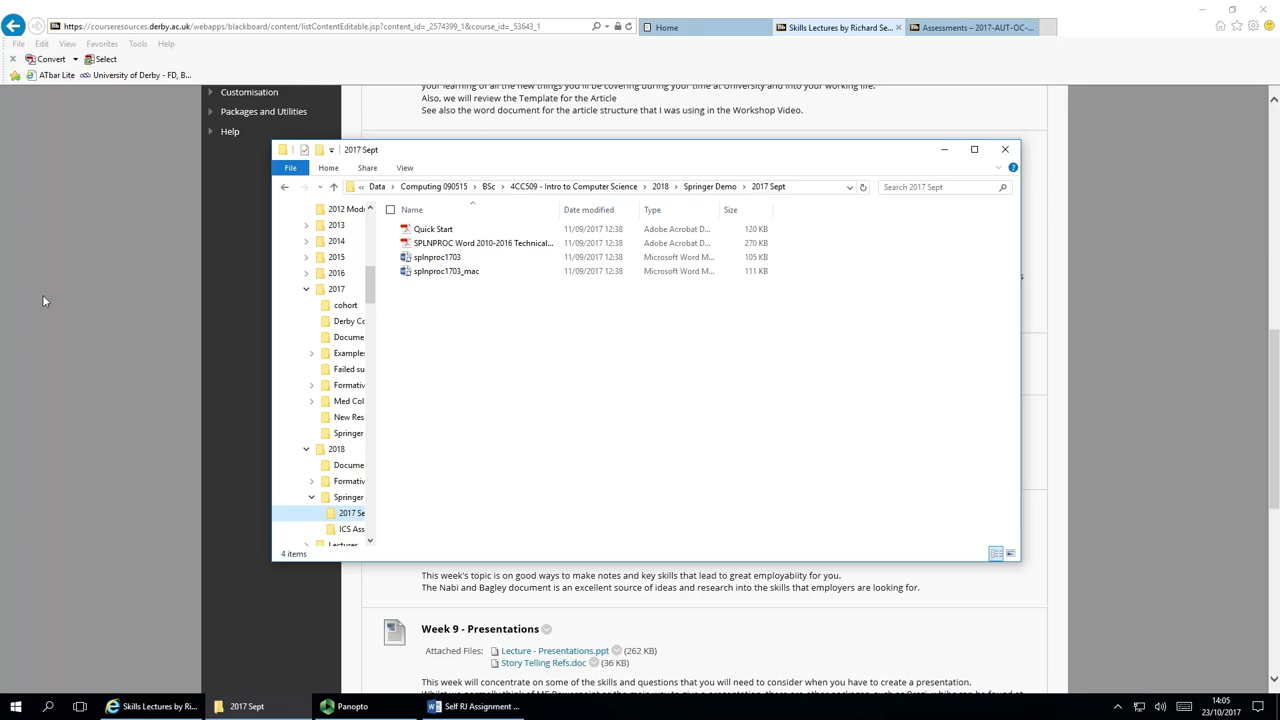 https://courseresources.derby.ac.uk/webapps/blackboard/content/listContentEditable.jsp?content_id=_2574399_1&course_id=_53643_1
Home
Skills Lectures by Richard Se...
Assessments – 2017-AUT-OC-...
File Edit View Favorites Tools Help
Convert Select
ATbar Lite University of Derby - FD, B...
Customisation
Packages and Utilities
Help
your learning of all the new things you'll be covering during your time at University and into your working life.
Also, we will review the Template for the Article
See also the word document for the article structure that I was using in the Workshop Video.
2017 Sept
File Home Share View
Data Computing 090515 BSc 4CC509 - Intro to Computer Science 2018 Springer Demo 2017 Sept
Search 2017 Sept
Name Date modified Type Size
Quick Start 11/09/2017 12:38 Adobe Acrobat D... 120 KB
SPLNPROC Word 2010-2016 Technical... 11/09/2017 12:38 Adobe Acrobat D... 270 KB
splnproc1703 11/09/2017 12:38 Microsoft Word M... 105 KB
splnproc1703_mac 11/09/2017 12:38 Microsoft Word M... 111 KB
2012 Modu
2013
2014
2015
2016
2017
cohort
Derby Co
Docume
Examples
Failed su
Formativ
Med Col
New Res
Springer
2018
Docume
Formativ
Springer
2017 Se
ICS Ass
Lectures
4 items
This week's topic is on good ways to make notes and key skills that lead to great employabiity for you.
The Nabi and Bagley document is an excellent source of ideas and research into the skills that employers are looking for.
Week 9 - Presentations
Attached Files: Lecture - Presentations.ppt (262 KB)
Story Telling Refs.doc (36 KB)
This week will concentrate on some of the skills and questions that you will need to consider when you have to create a presentation.
Skills Lectures by Ri...
2017 Sept
Panopto
Self RJ Assignment ...
14:05
23/10/2017